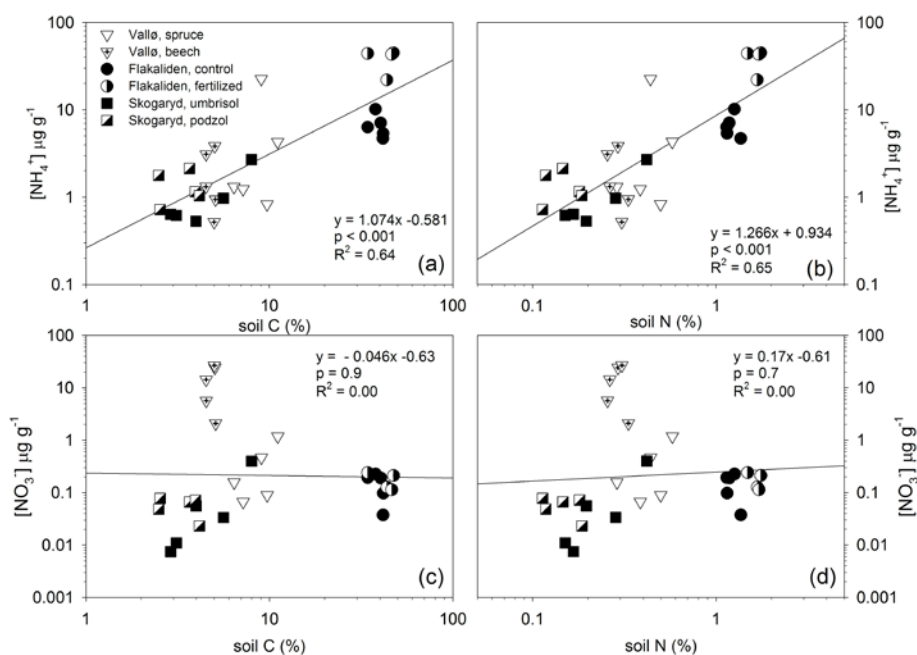 100
10
1
0.1
[NH₄⁺] µg g⁻¹
Vallø, spruce
Vallø, beech
Flakaliden, control
Flakaliden, fertilized
Skogaryd, umbrisol
Skogaryd, podzol
y = 1.074x -0.581
p < 0.001
R² = 0.64
(a)
1
10
100
soil C (%)
y = 1.266x + 0.934
p < 0.001
R² = 0.65
(b)
0.1
1
soil N (%)
100
10
1
0.1
[NH₄⁺] µg g⁻¹
100
10
1
0.1
0.01
0.001
[NO₃⁻] µg g⁻¹
y = - 0.046x -0.63
p = 0.9
R² = 0.00
(c)
1
10
100
soil C (%)
y = 0.17x -0.61
p = 0.7
R² = 0.00
(d)
0.1
1
soil N (%)
100
10
1
0.1
0.01
0.001
[NO₃⁻] µg g⁻¹